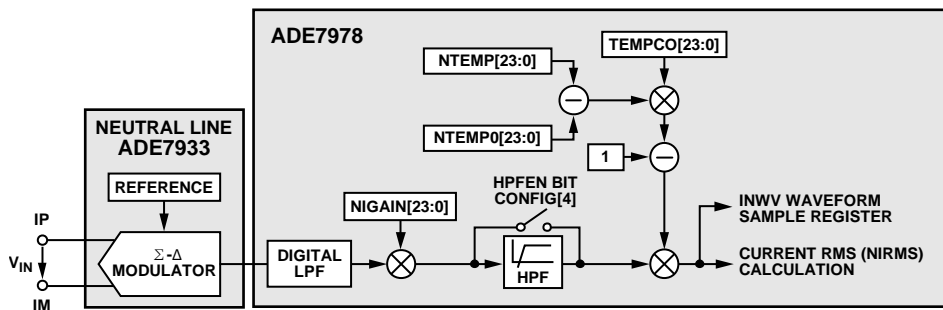 ADE7978
NTEMP[23:0]
TEMPCO[23:0]
NTEMP0[23:0]
1
NEUTRAL LINE
ADE7933
REFERENCE
IP
VIN
IM
Σ-Δ
MODULATOR
DIGITAL
LPF
NIGAIN[23:0]
HPFEN BIT
CONFIG[4]
HPF
INWV WAVEFORM
SAMPLE REGISTER
CURRENT RMS (NIRMS)
CALCULATION